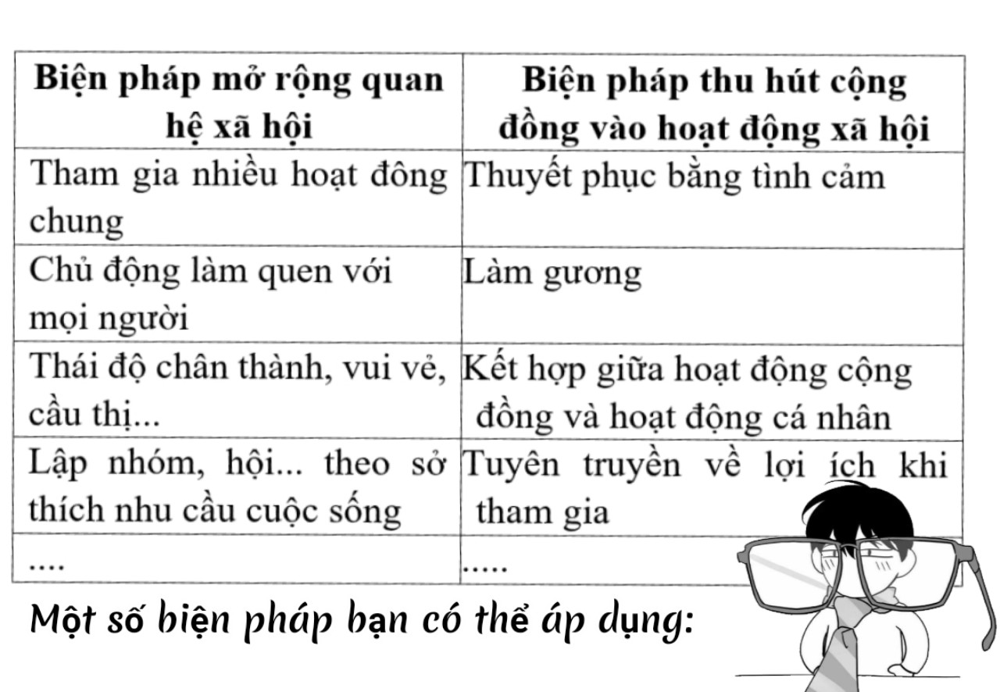 Biện pháp mở rộng quan
hệ xã hội
Biện pháp thu hút cộng
đồng vào hoạt động xã hội
Tham gia nhiều hoạt đông
chung
Thuyết phục bằng tình cảm
Chủ động làm quen với
mọi người
Làm gương
Thái độ chân thành, vui vẻ,
cầu thị...
Kết hợp giữa hoạt động cộng
đồng và hoạt động cá nhân
Lập nhóm, hội... theo sở
thích nhu cầu cuộc sống
Tuyên truyền về lợi ích khi
tham gia
....
.....
Một số biện pháp bạn có thể áp dụng: